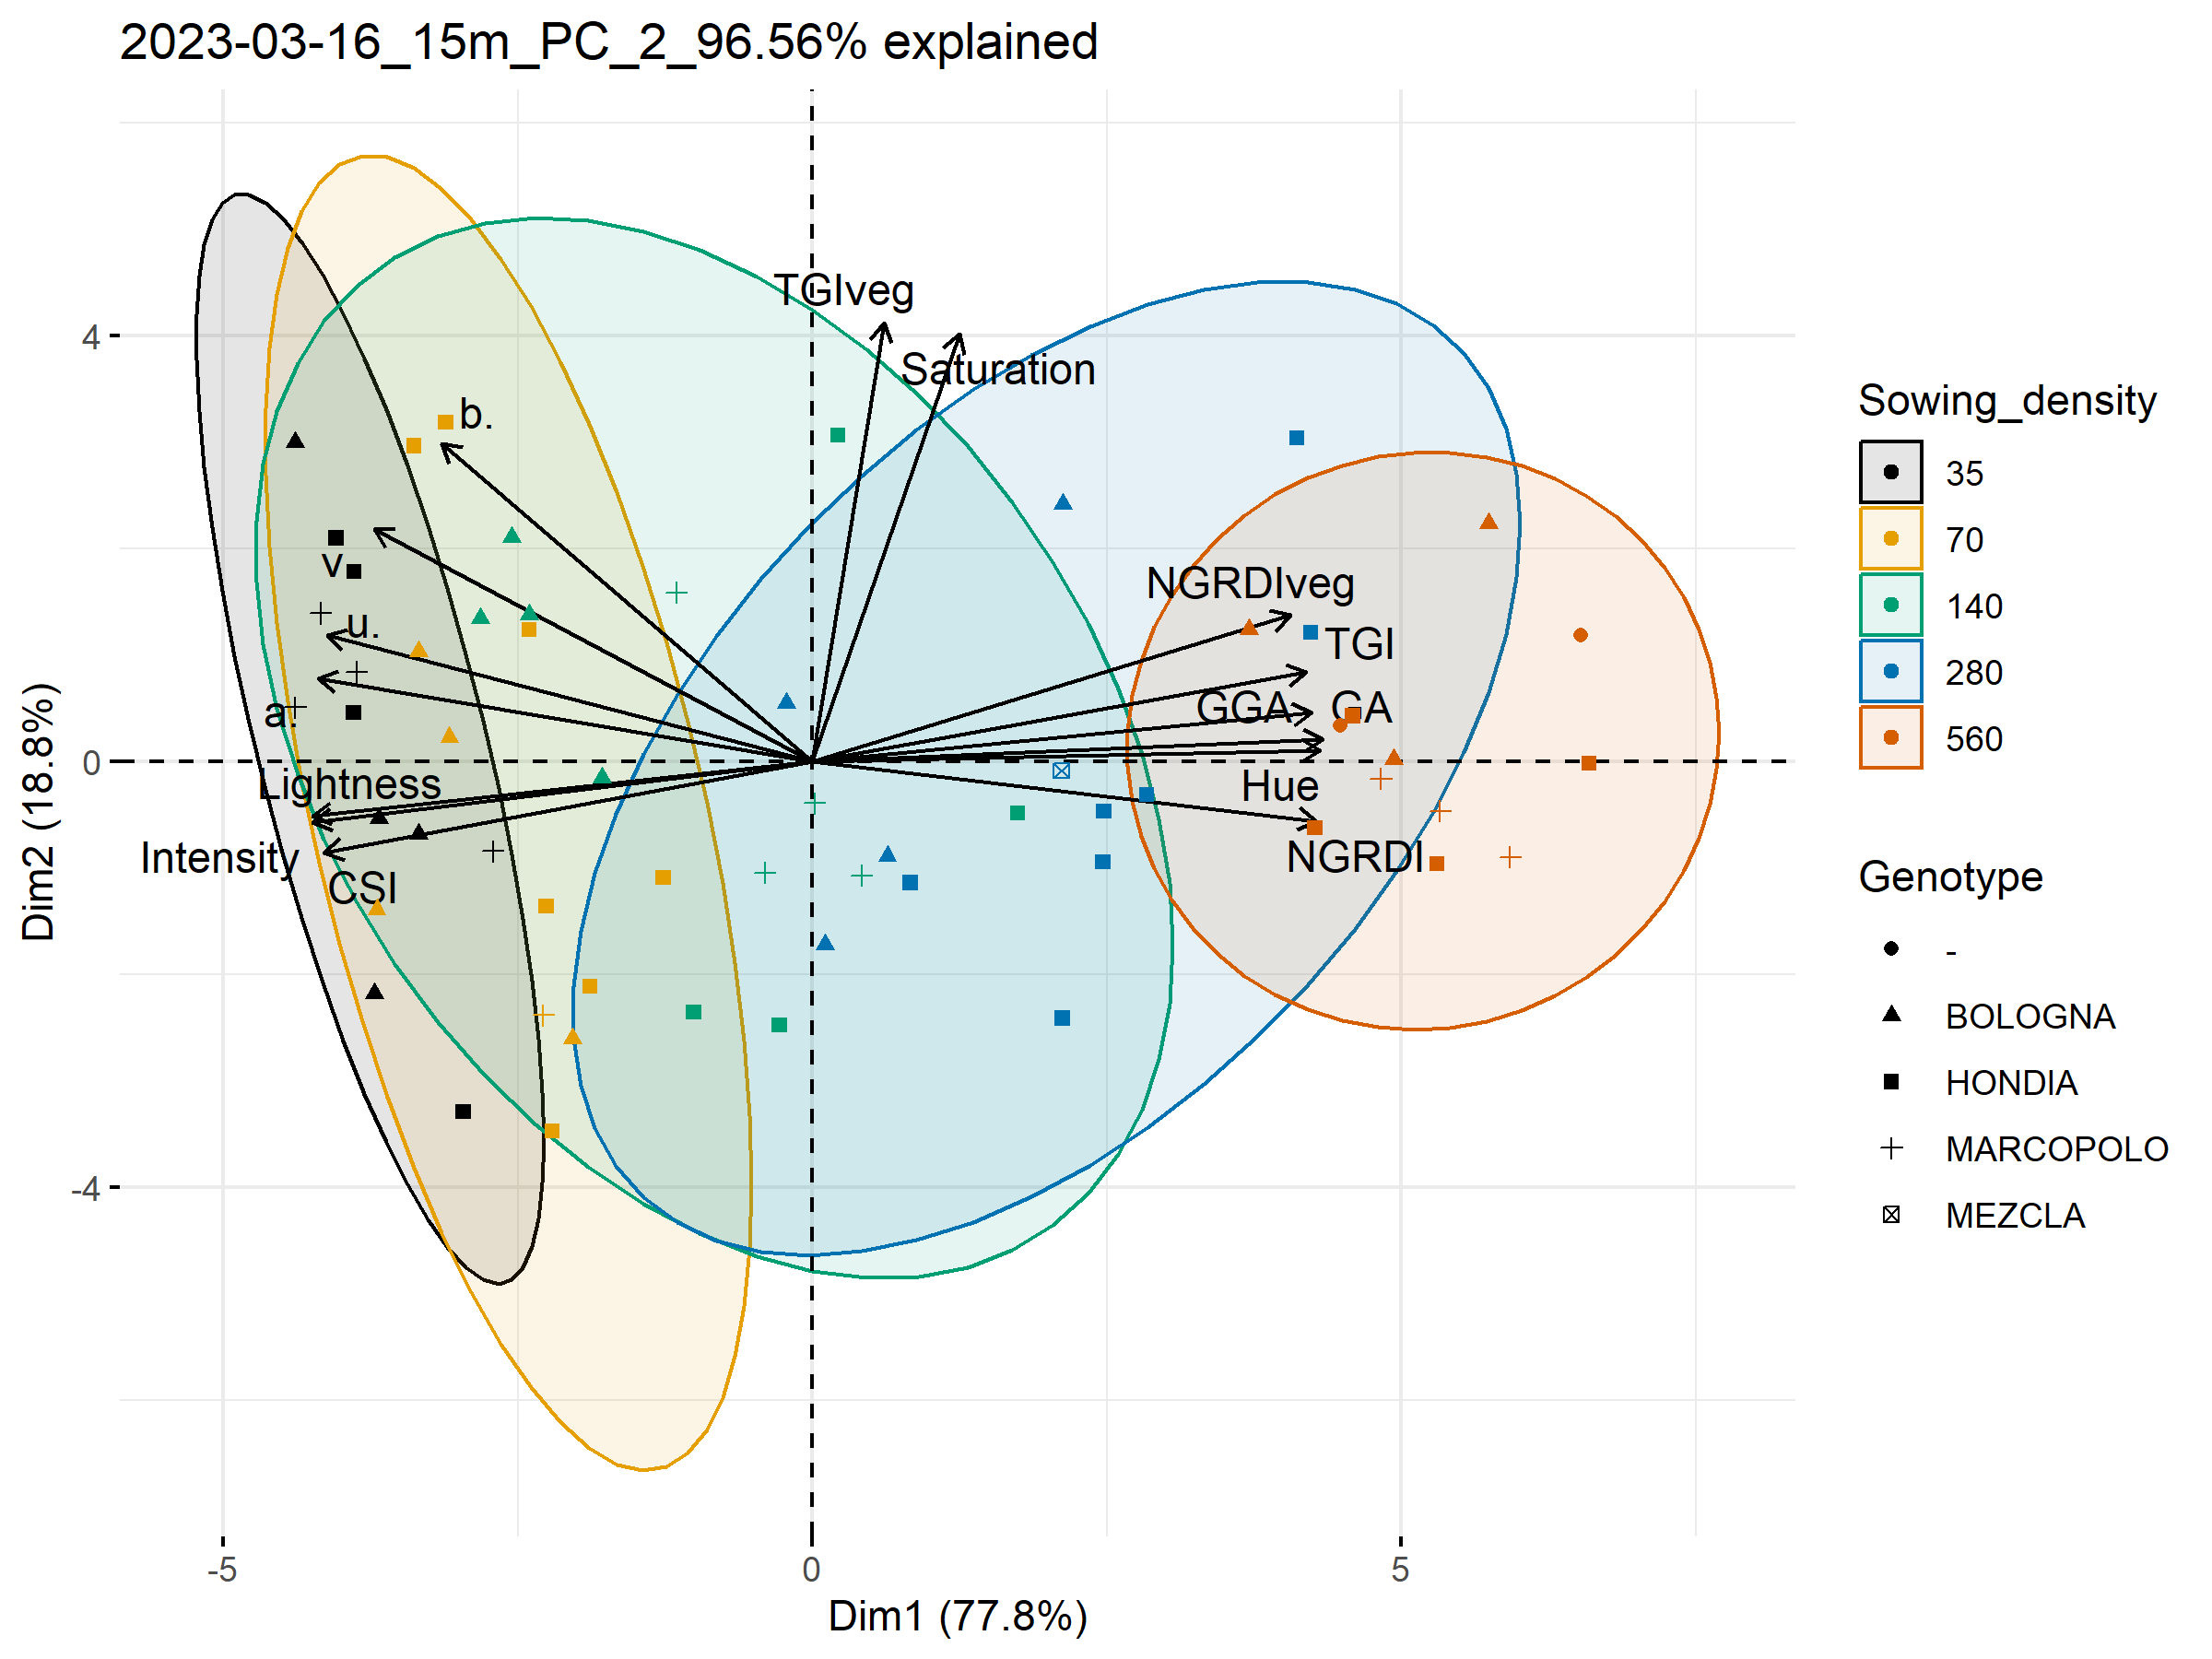 2023-03-16_15m_PC_2_96.56% explained
Dim2 (18.8%)
4
0
-4
-5
0
5
Dim1 (77.8%)
TGIveg
Saturation
b.
v.
u.
a.
Lightness
Intensity
CSI
NGRDIveg
TGI
GGA
GA
Hue
NGRDI
Sowing_density
35
70
140
280
560
Genotype
-
BOLOGNA
HONDIA
MARCOPOLO
MEZCLA